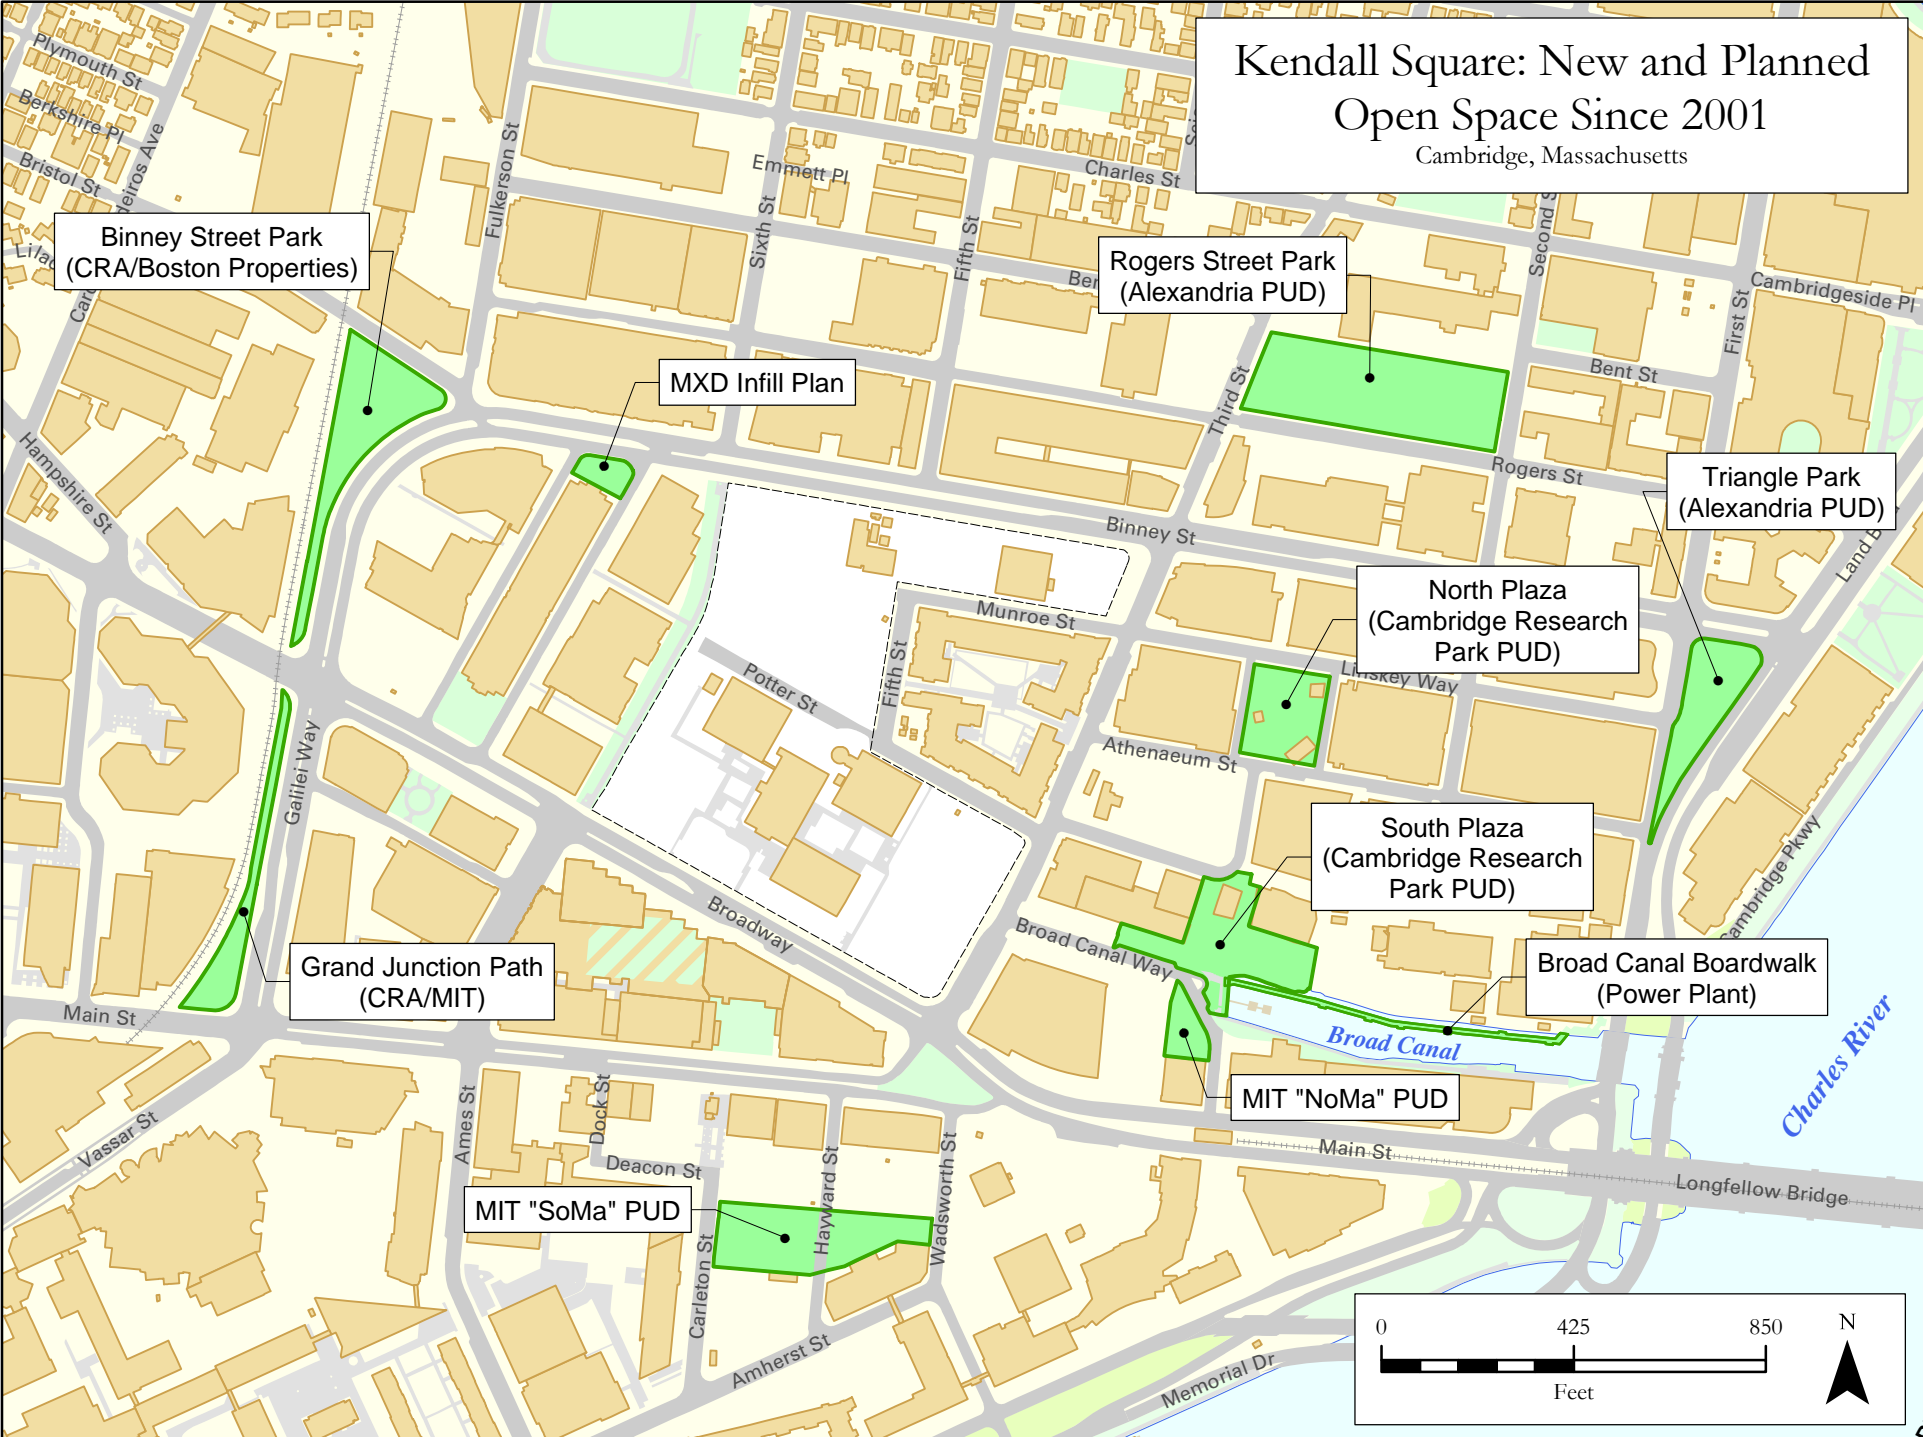 Kendall Square: New and Planned
Open Space Since 2001
Cambridge, Massachusetts
Plymouth St
Berkshire Pl
Bristol St
Fulkerson St
Emmett Pl
Sixth St
Fifth St
Charles St
Second S
Binney Street Park
(CRA/Boston Properties)
Rogers Street Park
(Alexandria PUD)
Cambridgeside Pl
First St
MXD Infill Plan
Bent St
Third St
Hampshire St
Rogers St
Triangle Park
(Alexandria PUD)
Binney St
Land B
North Plaza
(Cambridge Research
Park PUD)
Munroe St
Fifth St
Potter St
Linskey Way
Galilei Way
Athenaeum St
South Plaza
(Cambridge Research
Park PUD)
Cambridge Pkwy
Broadway
Broad Canal Way
Grand Junction Path
(CRA/MIT)
Broad Canal Boardwalk
(Power Plant)
Main St
Broad Canal
Charles River
MIT "NoMa" PUD
Vassar St
Ames St
Dock St
Deacon St
Hayward St
Wadsworth St
Main St
Longfellow Bridge
MIT "SoMa" PUD
Carleton St
Amherst St
Memorial Dr
0 425 850
Feet
N